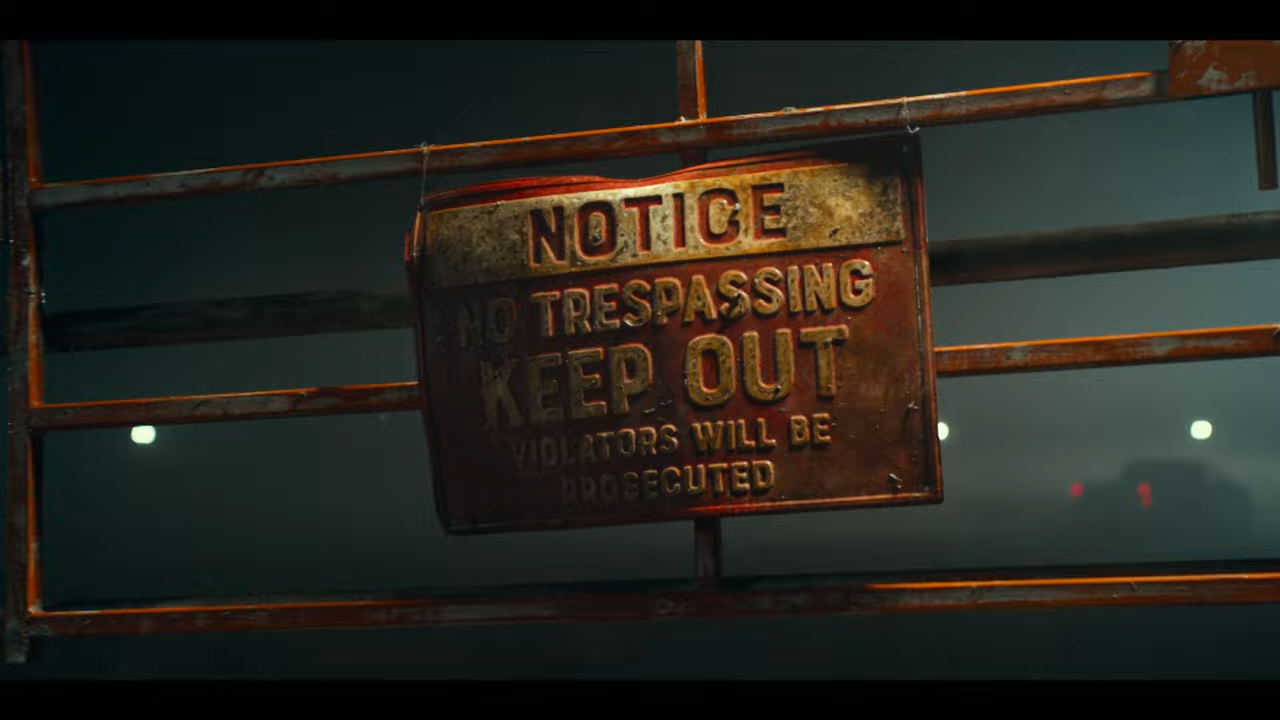 NOTICE
NO TRESPASSING
KEEP OUT
VIOLATORS WILL BE
PROSECUTED